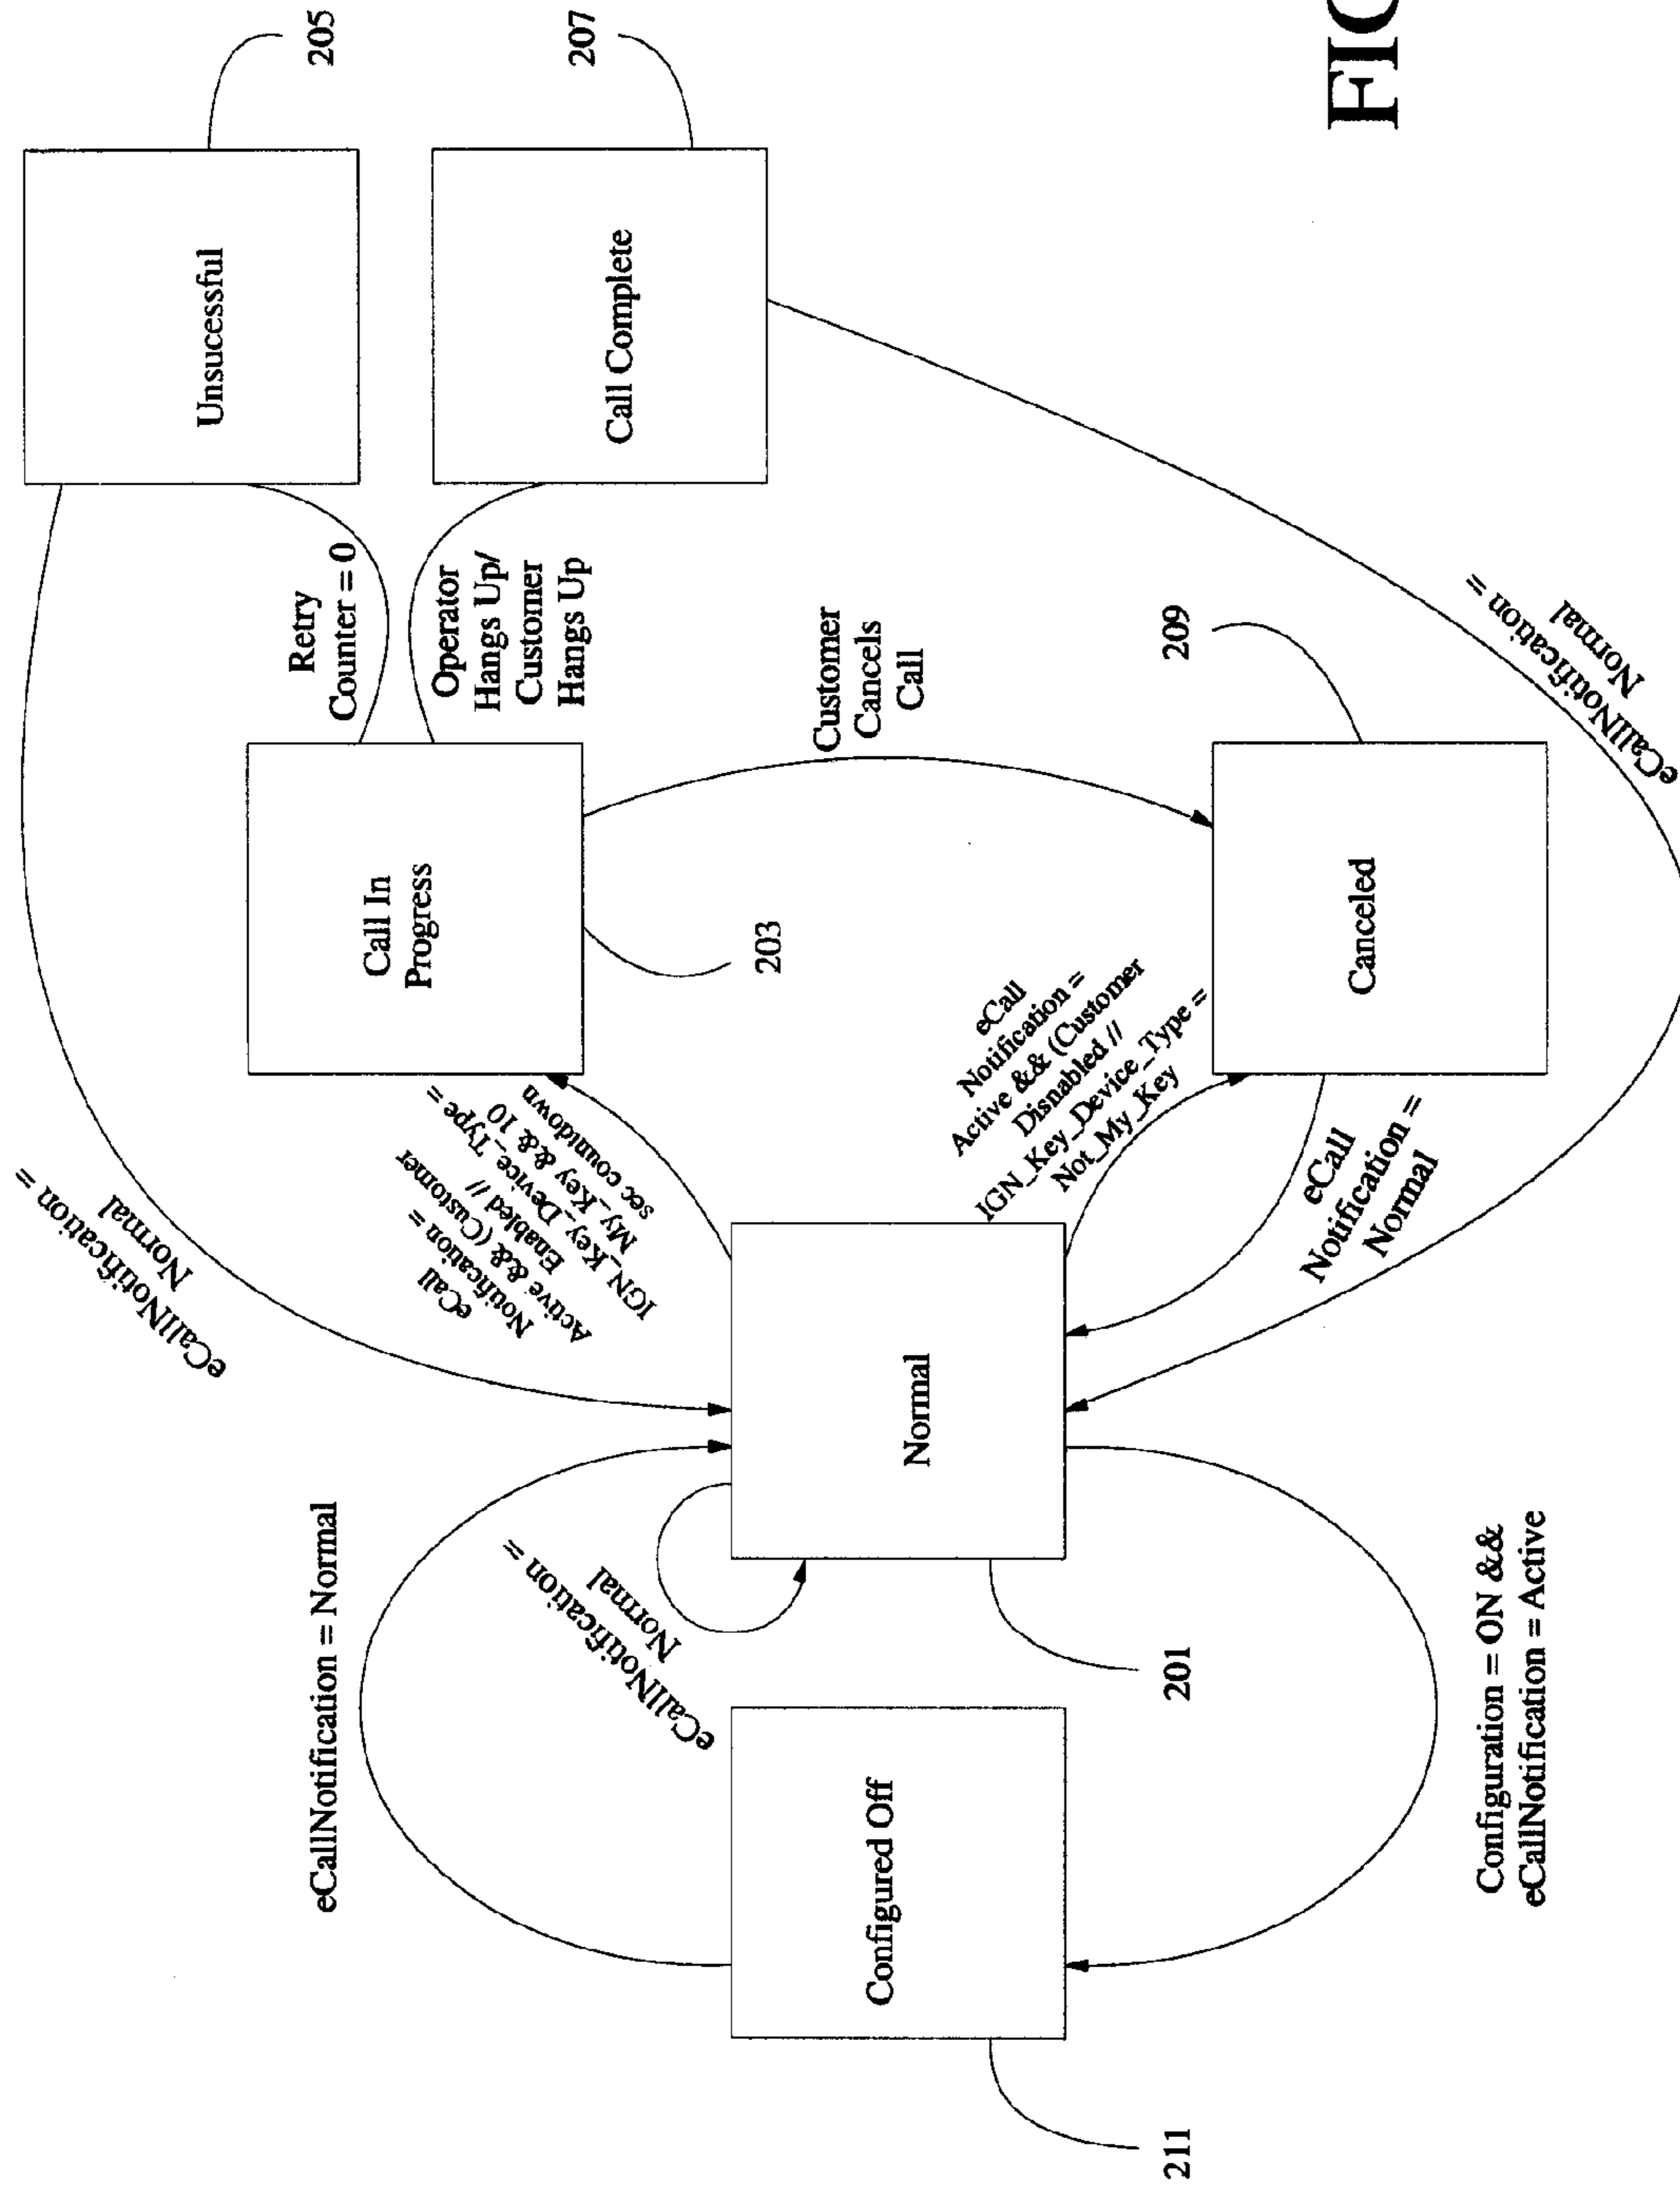 205
Unsucessful
207
Call Complete
FIG
Retry
Counter = 0
Operator
Hangs Up/
Customer
Hangs Up
eCallNotification =
Normal
Call In
Progress
203
Customer
Cancels
Call
209
Canceled
eCallNotification =
Normal
eCall
Notification =
Active && (Customer
Enabled //
IGN_Key_Device_Type =
My_Key && 10
sec countdown
eCall
Notification =
Active && (Customer
Disnabled //
IGN_Key_Device_Type =
Not_My_Key
eCall
Notification =
Normal
Normal
201
eCallNotification = Normal
eCallNotification =
Normal
Configured Off
211
Configuration = ON &&
eCallNotification = Active